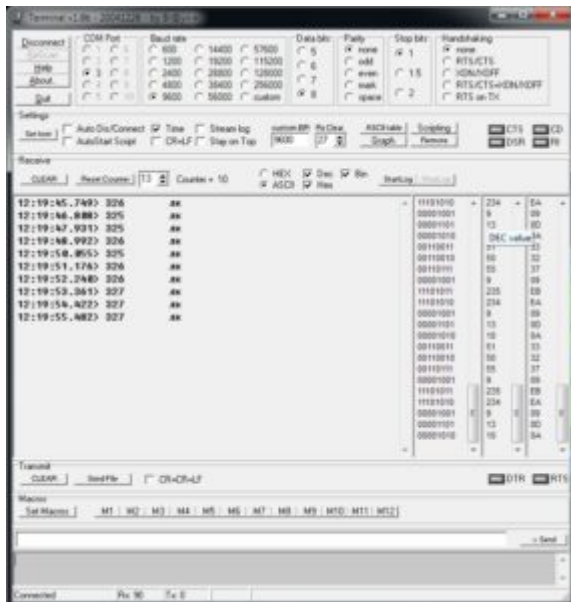 Terminal v1.9b - 20041226 - by Br@y++
Disconnect
Help
About..
Quit
COM Port
Baud rate
600
14400
57600
1200
19200
115200
2400
28800
128000
4800
38400
256000
9600
56000
custom
Data bits
5
6
7
8
Parity
none
odd
even
mark
space
Stop bits
1
1.5
2
Handshaking
none
RTS/CTS
XON/XOFF
RTS/CTS+XON/XOFF
RTS on TX
Settings
Set font
Auto Dis/Connect
Time
Stream log
AutoStart Script
CR=LF
Stay on Top
custom BR
9600
Rx Clear
27
ASCII table
Scripting
Graph
Remote
CTS
CD
DSR
RI
Receive
CLEAR
Reset Counter
13
Counter = 10
HEX
Dec
Bin
ASCII
Hex
StartLog
StopLog
12:19:45.749> 326
12:19:46.808> 325
12:19:47.931> 325
12:19:48.992> 326
12:19:50.055> 325
12:19:51.176> 326
12:19:52.240> 326
12:19:53.361> 327
12:19:54.422> 327
12:19:55.482> 327
DEC value
Transmit
CLEAR
Send File
CR=CR+LF
DTR
RTS
Macros
Set Macros
M1
M2
M3
M4
M5
M6
M7
M8
M9
M10
M11
M12
-> Send
Connected
Rx: 90
Tx: 0